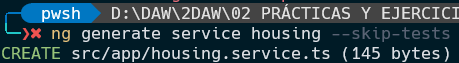 pwsh D:\DAW\2DAW\02 PRÁCTICAS Y EJERCICI
ng generate service housing --skip-tests
CREATE src/app/housing.service.ts (145 bytes)